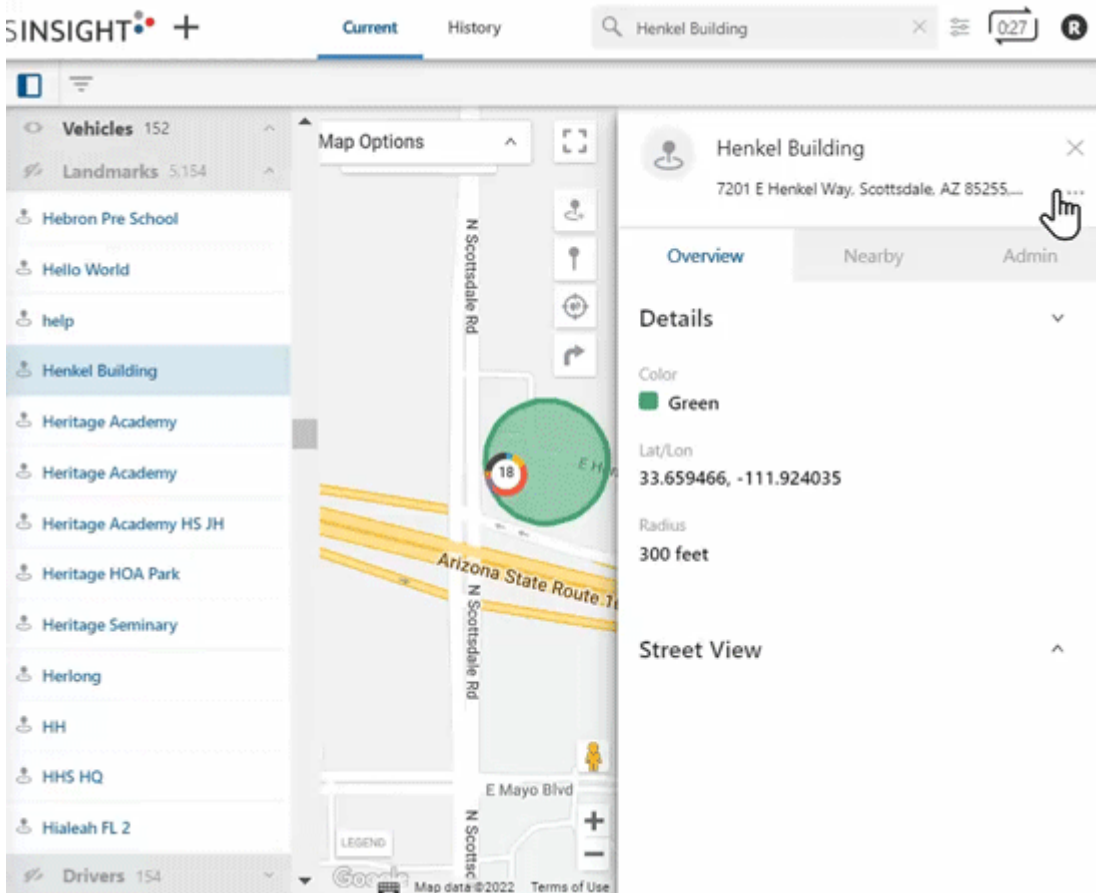 SINSIGHT +
Current
History
Henkel Building
0:27
R
Vehicles 152
Landmarks 5,154
Hebron Pre School
Hello World
help
Henkel Building
Heritage Academy
Heritage Academy
Heritage Academy HS JH
Heritage HOA Park
Heritage Seminary
Herlong
HH
HHS HQ
Hialeah FL 2
Drivers 154
Map Options
N Scottsdale Rd
18
E H
Arizona State Route
N Scottsdale Rd
E Mayo Blvd
N Scottsd
LEGEND
Google
Map data ©2022 Terms of Use
Henkel Building
7201 E Henkel Way, Scottsdale, AZ 85255,...
Overview
Nearby
Admin
Details
Color
Green
Lat/Lon
33.659466, -111.924035
Radius
300 feet
Street View